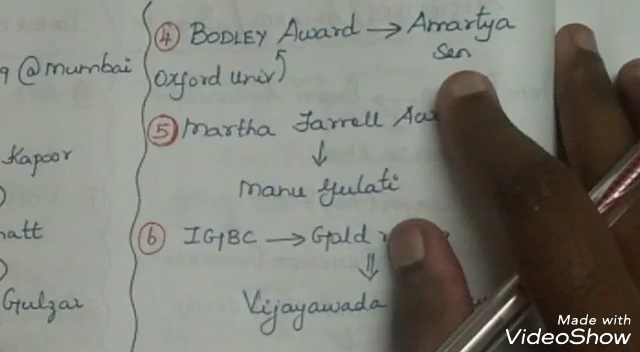 ④ BODLEY Award → Amartya
Sen
9 @mumbai
Oxford Univ)
⑤ Martha Farrell
Kapoor
↓
Manu Gulati
⑥ IGBC → Gold
⇓
Gulzar
Vijayawada
Made with
VideoShow